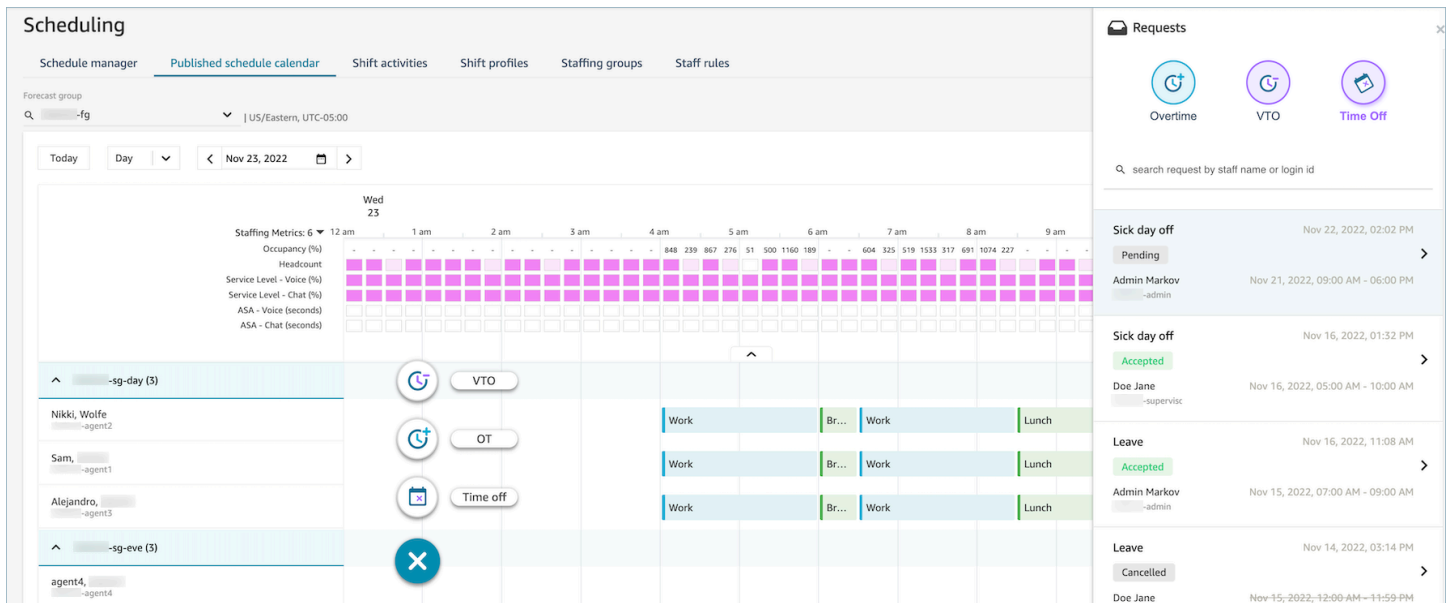 Scheduling
Schedule manager Published schedule calendar Shift activities Shift profiles Staffing groups Staff rules
Forecast group
-fg | US/Eastern, UTC-05:00
Today Day Nov 23, 2022
Wed
23
Staffing Metrics: 6 12 am 1 am 2 am 3 am 4 am 5 am 6 am 7 am 8 am 9 am
Occupancy (%) - - - - - - - - - - - - - - - - 848 239 867 276 51 500 1160 189 - - 604 325 519 1533 317 691 1074 227 - - - -
Headcount
Service Level - Voice (%)
Service Level - Chat (%)
ASA - Voice (seconds)
ASA - Chat (seconds)
-sg-day (3) VTO
Nikki, Wolfe
-agent2
Work Br... Work Lunch
OT
Sam,
-agent1
Work Br... Work Lunch
Time off
Alejandro,
-agent3
Work Br... Work Lunch
-sg-eve (3)
agent4,
-agent4
Requests
Overtime VTO Time Off
search request by staff name or login id
Sick day off Nov 22, 2022, 02:02 PM
Pending
Admin Markov Nov 21, 2022, 09:00 AM - 06:00 PM
-admin
Sick day off Nov 16, 2022, 01:32 PM
Accepted
Doe Jane Nov 16, 2022, 05:00 AM - 10:00 AM
-supervisc
Leave Nov 16, 2022, 11:08 AM
Accepted
Admin Markov Nov 15, 2022, 07:00 AM - 09:00 AM
-admin
Leave Nov 14, 2022, 03:14 PM
Cancelled
Doe Jane Nov 15, 2022, 12:00 AM - 11:59 PM